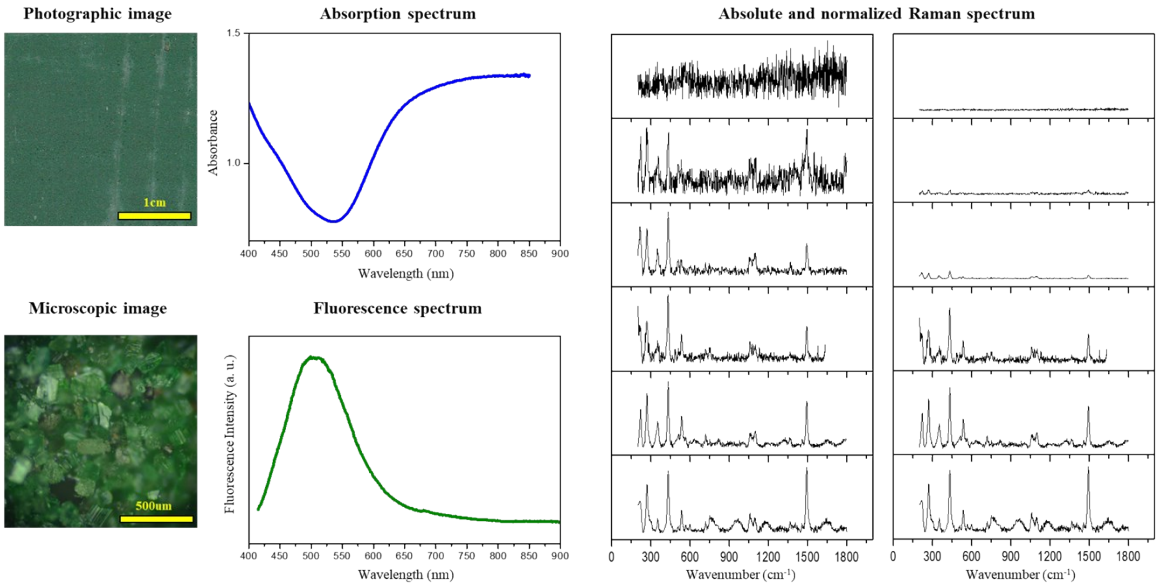 Photographic image
Absorption spectrum
Absolute and normalized Raman spectrum
1cm
1.5
1.0
Absorbance
400 450 500 550 600 650 700 750 800 850 900
Wavelength (nm)
Microscopic image
Fluorescence spectrum
500um
Fluorescence Intensity (a. u.)
400 450 500 550 600 650 700 750 800 850 900
Wavelength (nm)
300 600 900 1200 1500 1800
Wavenumber (cm⁻¹)
300 600 900 1200 1500 1800
Wavenumber (cm⁻¹)